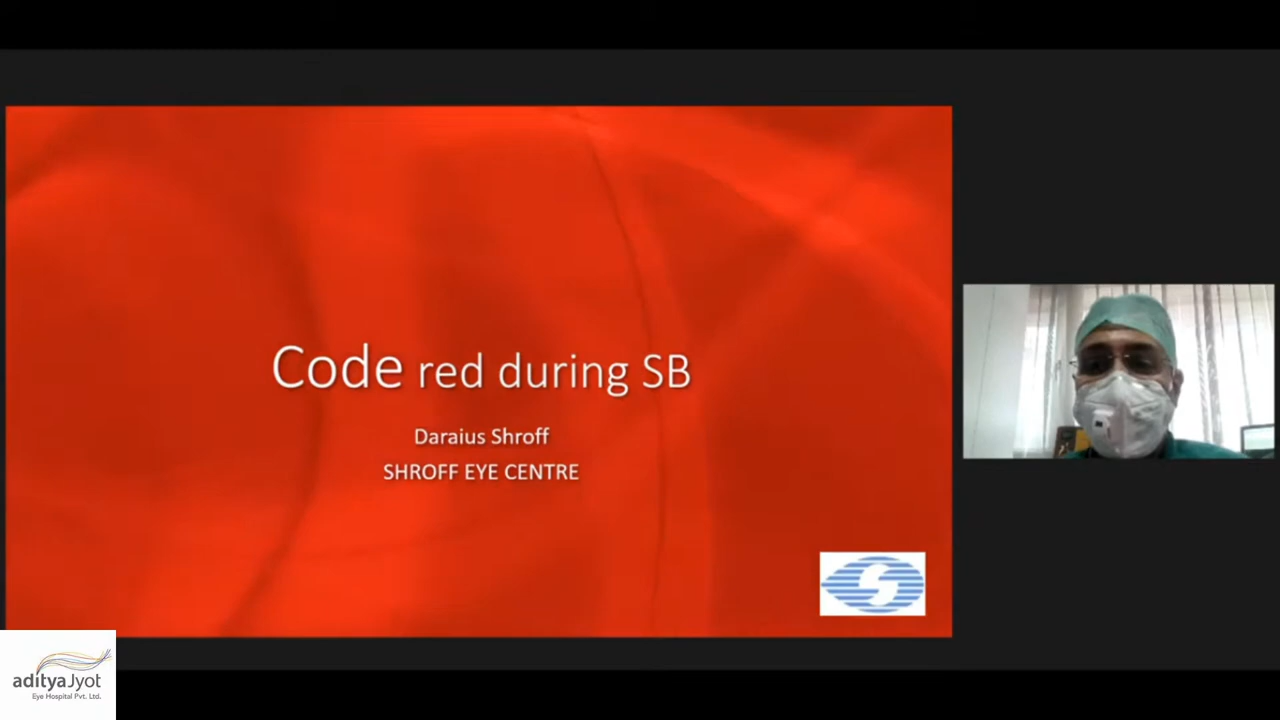 Code red during SB
Daraius Shroff
SHROFF EYE CENTRE
adityaJyot
Eye Hospital Pvt. Ltd.